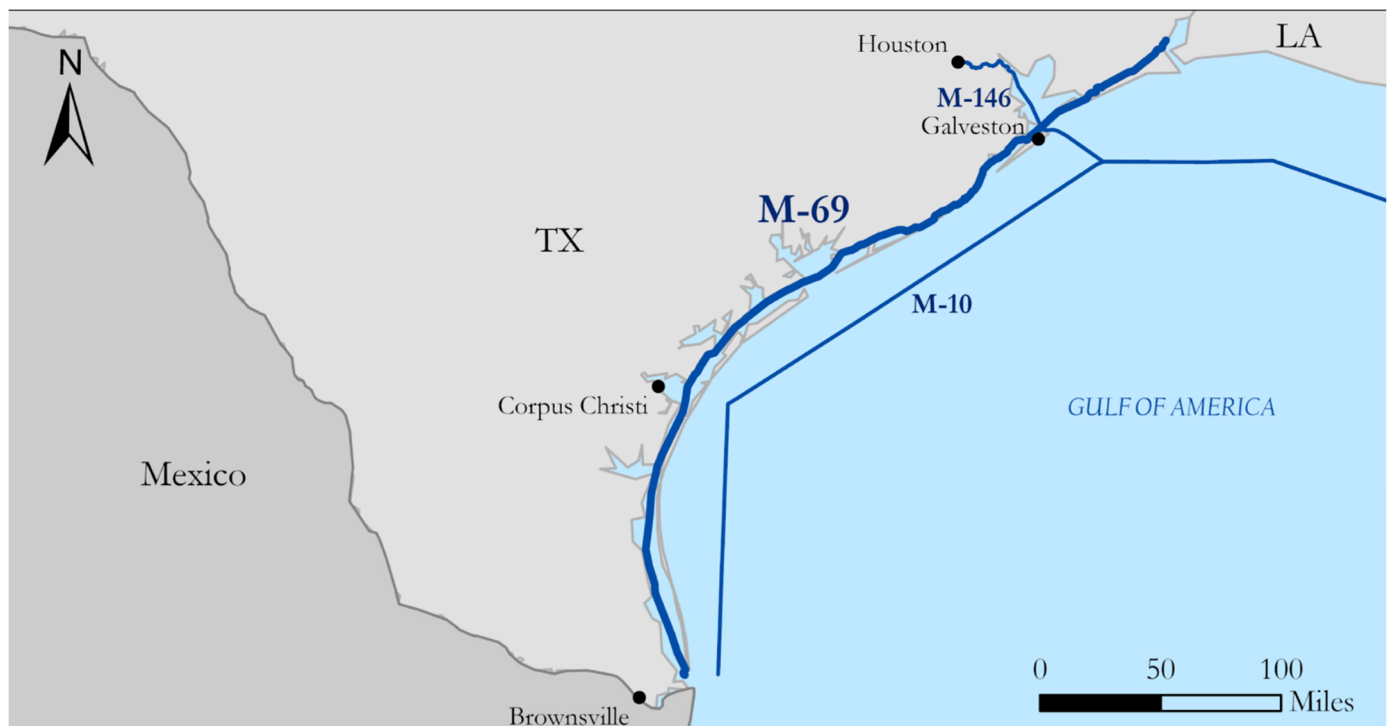 LA
Houston
N
M-146
Galveston
M-69
TX
M-10
Corpus Christi
GULF OF AMERICA
Mexico
0 50 100
Miles
Brownsville